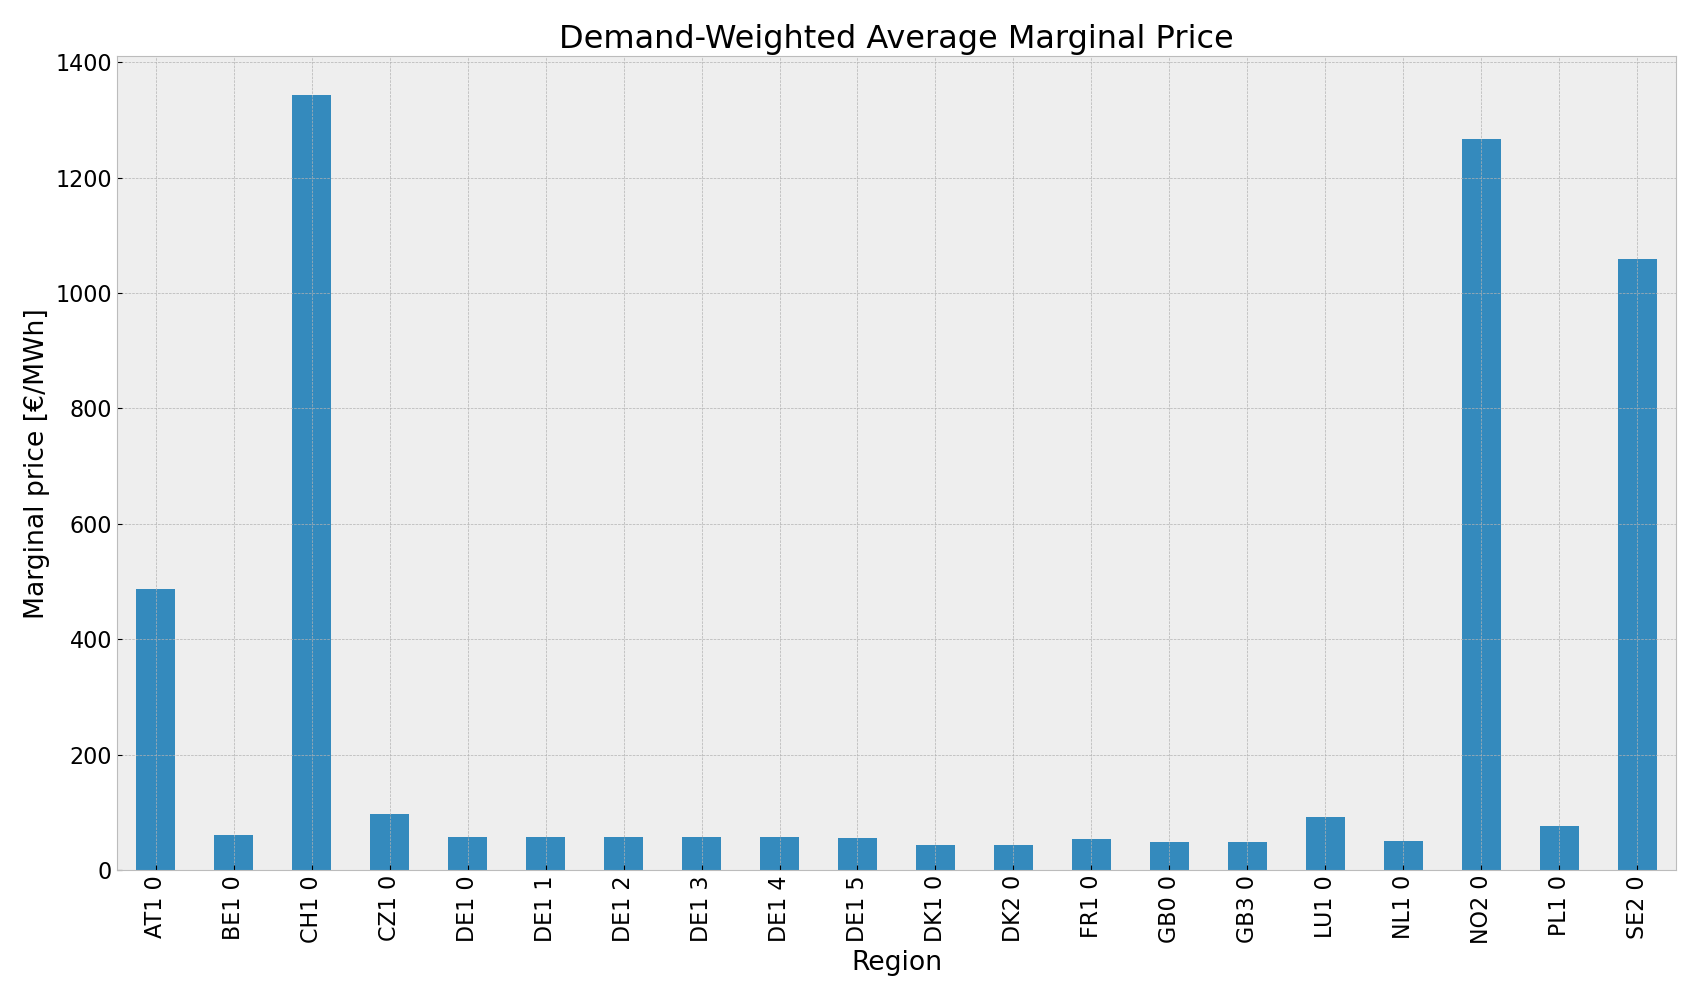 Demand-Weighted Average Marginal Price
Marginal price [€/MWh]
1400
1200
1000
800
600
400
200
0
AT1 0
BE1 0
CH1 0
CZ1 0
DE1 0
DE1 1
DE1 2
DE1 3
DE1 4
DE1 5
DK1 0
DK2 0
FR1 0
GB0 0
GB3 0
LU1 0
NL1 0
NO2 0
PL1 0
SE2 0
Region